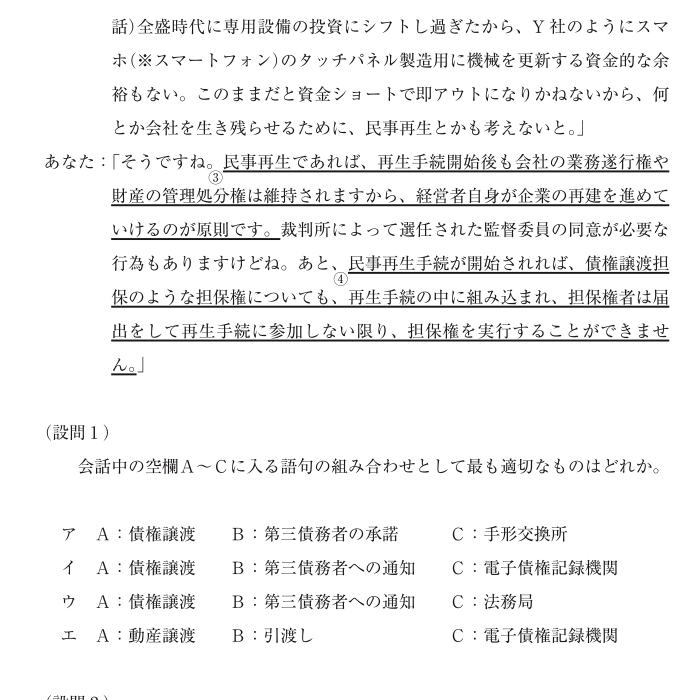 話）全盛時代に専用設備の投資にシフトし過ぎたから、Ｙ社のようにスマ
ホ（※スマートフォン）のタッチパネル製造用に機械を更新する資金的な余
裕もない。このままだと資金ショートで即アウトになりかねないから、何
とか会社を生き残らせるために、民事再生とかも考えないと。」
あなた：「そうですね。民事再生であれば、再生手続開始後も会社の業務遂行権や
③
財産の管理処分権は維持されますから、経営者自身が企業の再建を進めて
いけるのが原則です。裁判所によって選任された監督委員の同意が必要な
行為もありますけどね。あと、民事再生手続が開始されれば、債権譲渡担
④
保のような担保権についても、再生手続の中に組み込まれ、担保権者は届
出をして再生手続に参加しない限り、担保権を実行することができませ
ん。」
（設問１）
会話中の空欄Ａ～Ｃに入る語句の組み合わせとして最も適切なものはどれか。
ア Ａ：債権譲渡 Ｂ：第三債務者の承諾 Ｃ：手形交換所
イ Ａ：債権譲渡 Ｂ：第三債務者への通知 Ｃ：電子債権記録機関
ウ Ａ：債権譲渡 Ｂ：第三債務者への通知 Ｃ：法務局
エ Ａ：動産譲渡 Ｂ：引渡し Ｃ：電子債権記録機関